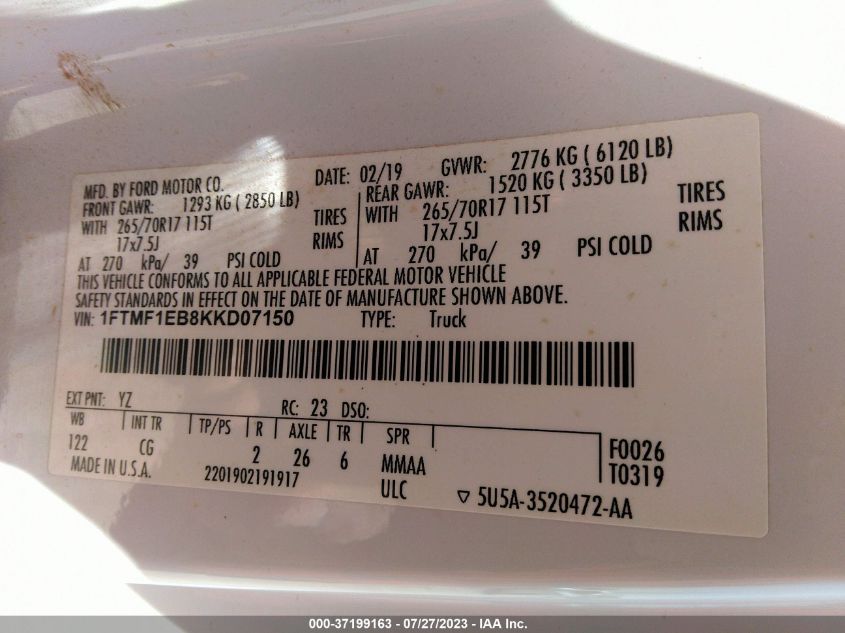 MFD. BY FORD MOTOR CO. DATE: 02/19 GVWR: 2776 KG ( 6120 LB)
FRONT GAWR: 1293 KG ( 2850 LB) REAR GAWR: 1520 KG ( 3350 LB)
WITH 265/70R17 115T TIRES WITH 265/70R17 115T TIRES
17x7.5J RIMS 17x7.5J RIMS
AT 270 kPa/ 39 PSI COLD AT 270 kPa/ 39 PSI COLD
THIS VEHICLE CONFORMS TO ALL APPLICABLE FEDERAL MOTOR VEHICLE
SAFETY STANDARDS IN EFFECT ON THE DATE OF MANUFACTURE SHOWN ABOVE.
VIN: 1FTMF1EB8KKD07150 TYPE: Truck
EXT PNT: YZ RC: 23 DSO:
WB INT TR TP/PS R AXLE TR SPR
122 CG 2 26 6 MMAA F0026
MADE IN U.S.A. 2201902191917 ULC T0319
▽ 5U5A-3520472-AA
000-37199163 - 07/27/2023 - IAA Inc.